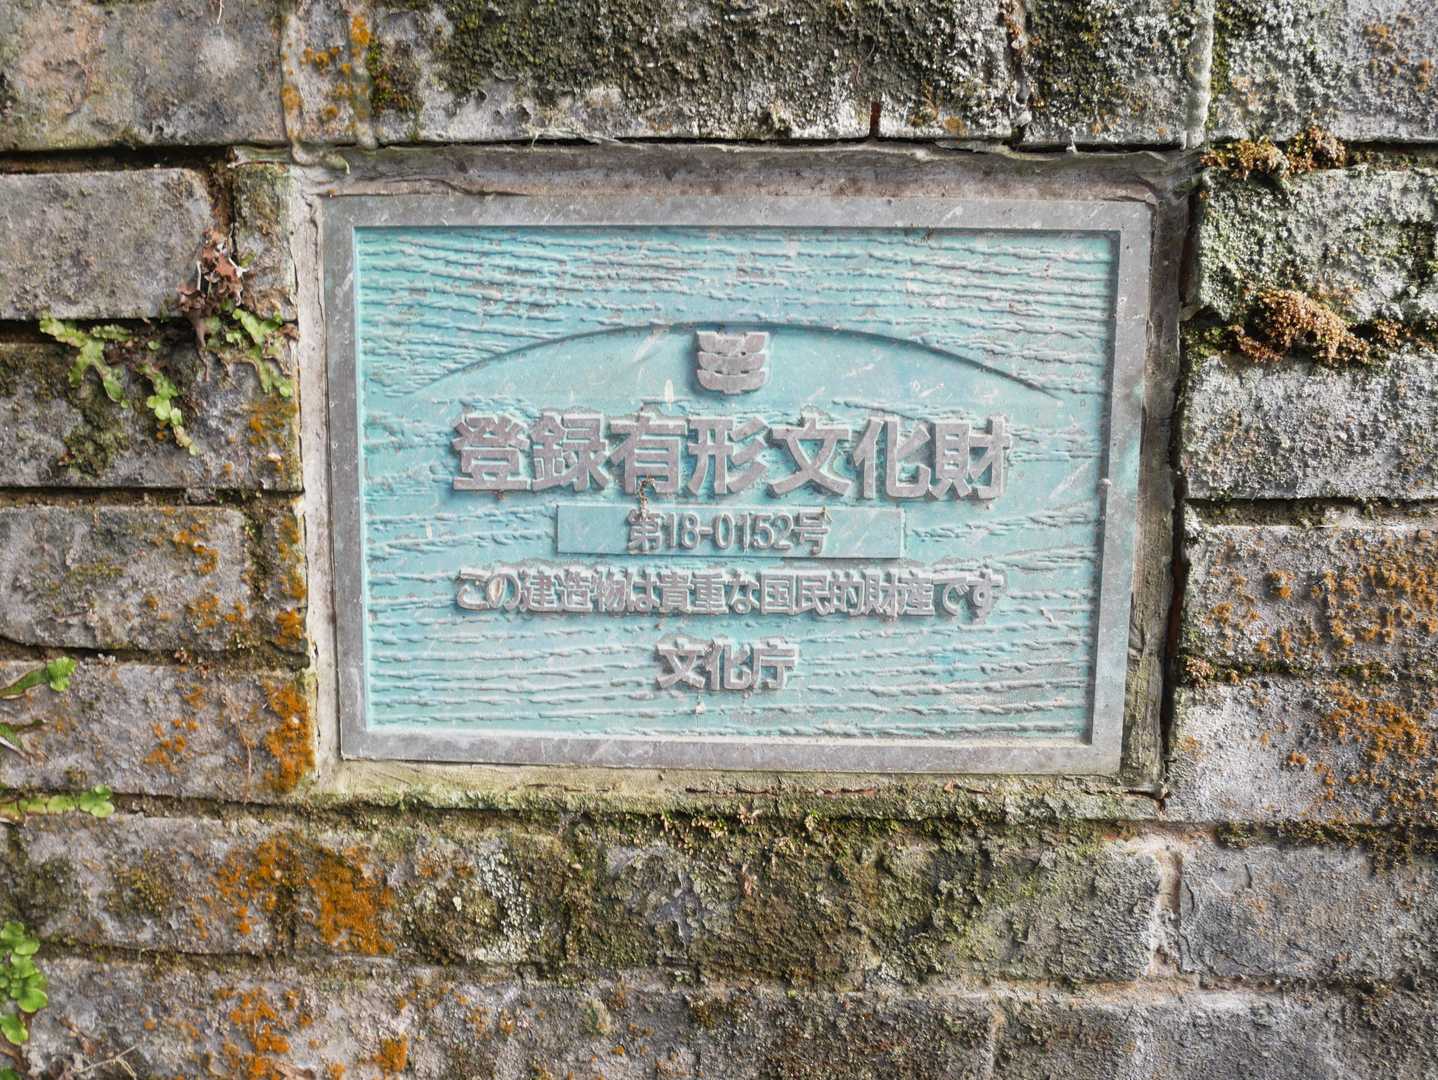 登録有形文化財
第18-0152号
この建造物は貴重な国民的財産です
文化庁